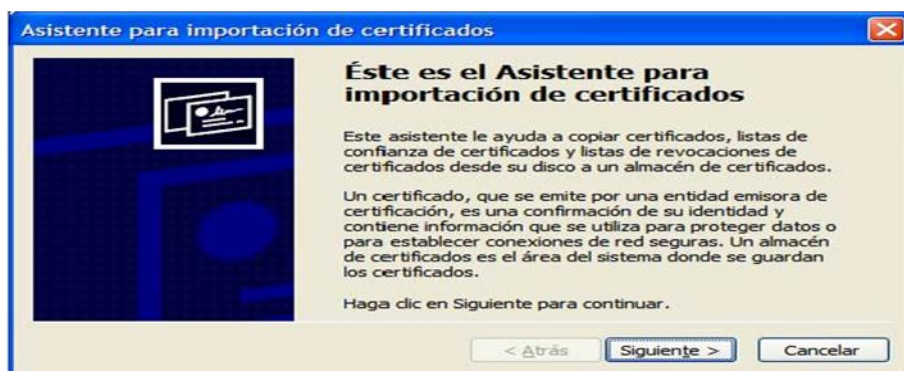 Asistente para importación de certificados
Éste es el Asistente para
importación de certificados
Este asistente le ayuda a copiar certificados, listas de
confianza de certificados y listas de revocaciones de
certificados desde su disco a un almacén de certificados.
Un certificado, que se emite por una entidad emisora de
certificación, es una confirmación de su identidad y
contiene información que se utiliza para proteger datos o
para establecer conexiones de red seguras. Un almacén
de certificados es el área del sistema donde se guardan
los certificados.
Haga clic en Siguiente para continuar.
< Atrás Siguiente > Cancelar